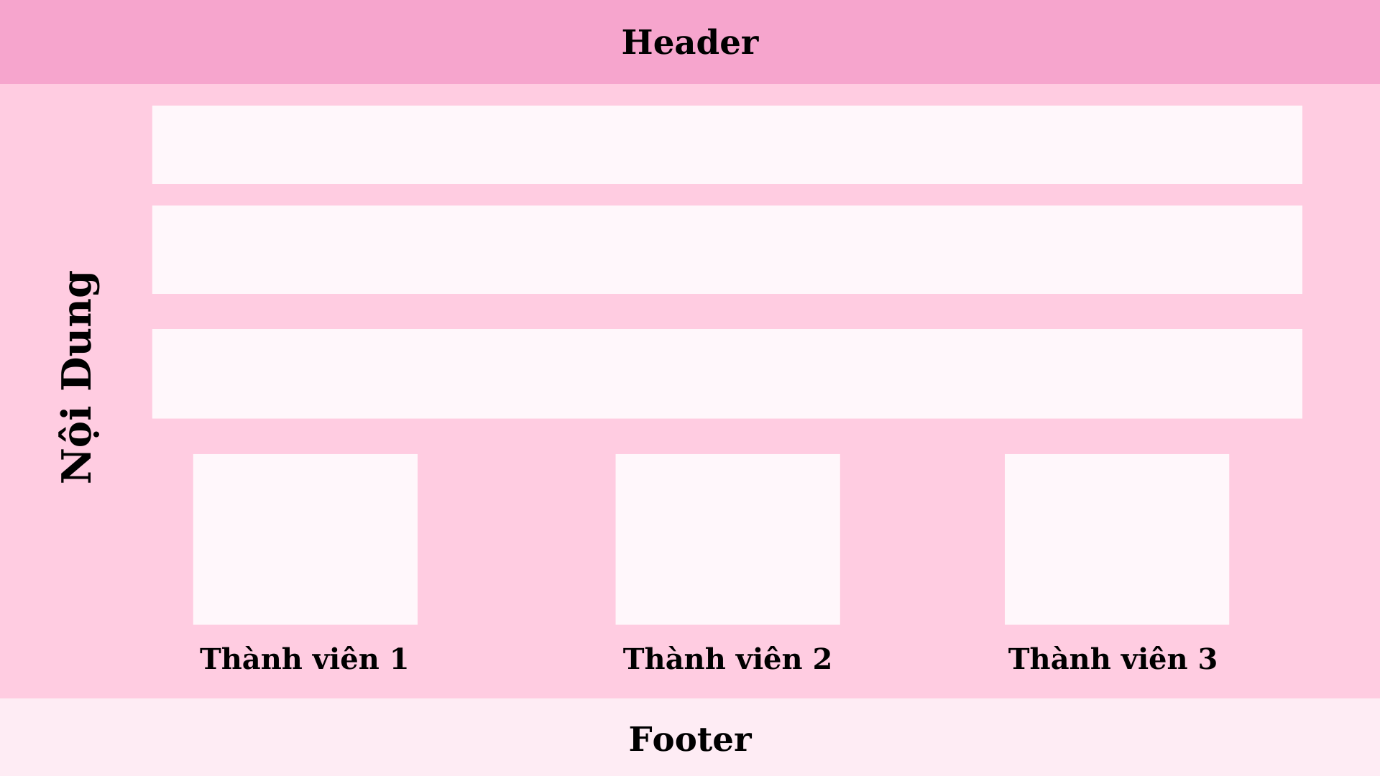 Header
Nội Dung
Thành viên 1
Thành viên 2
Thành viên 3
Footer